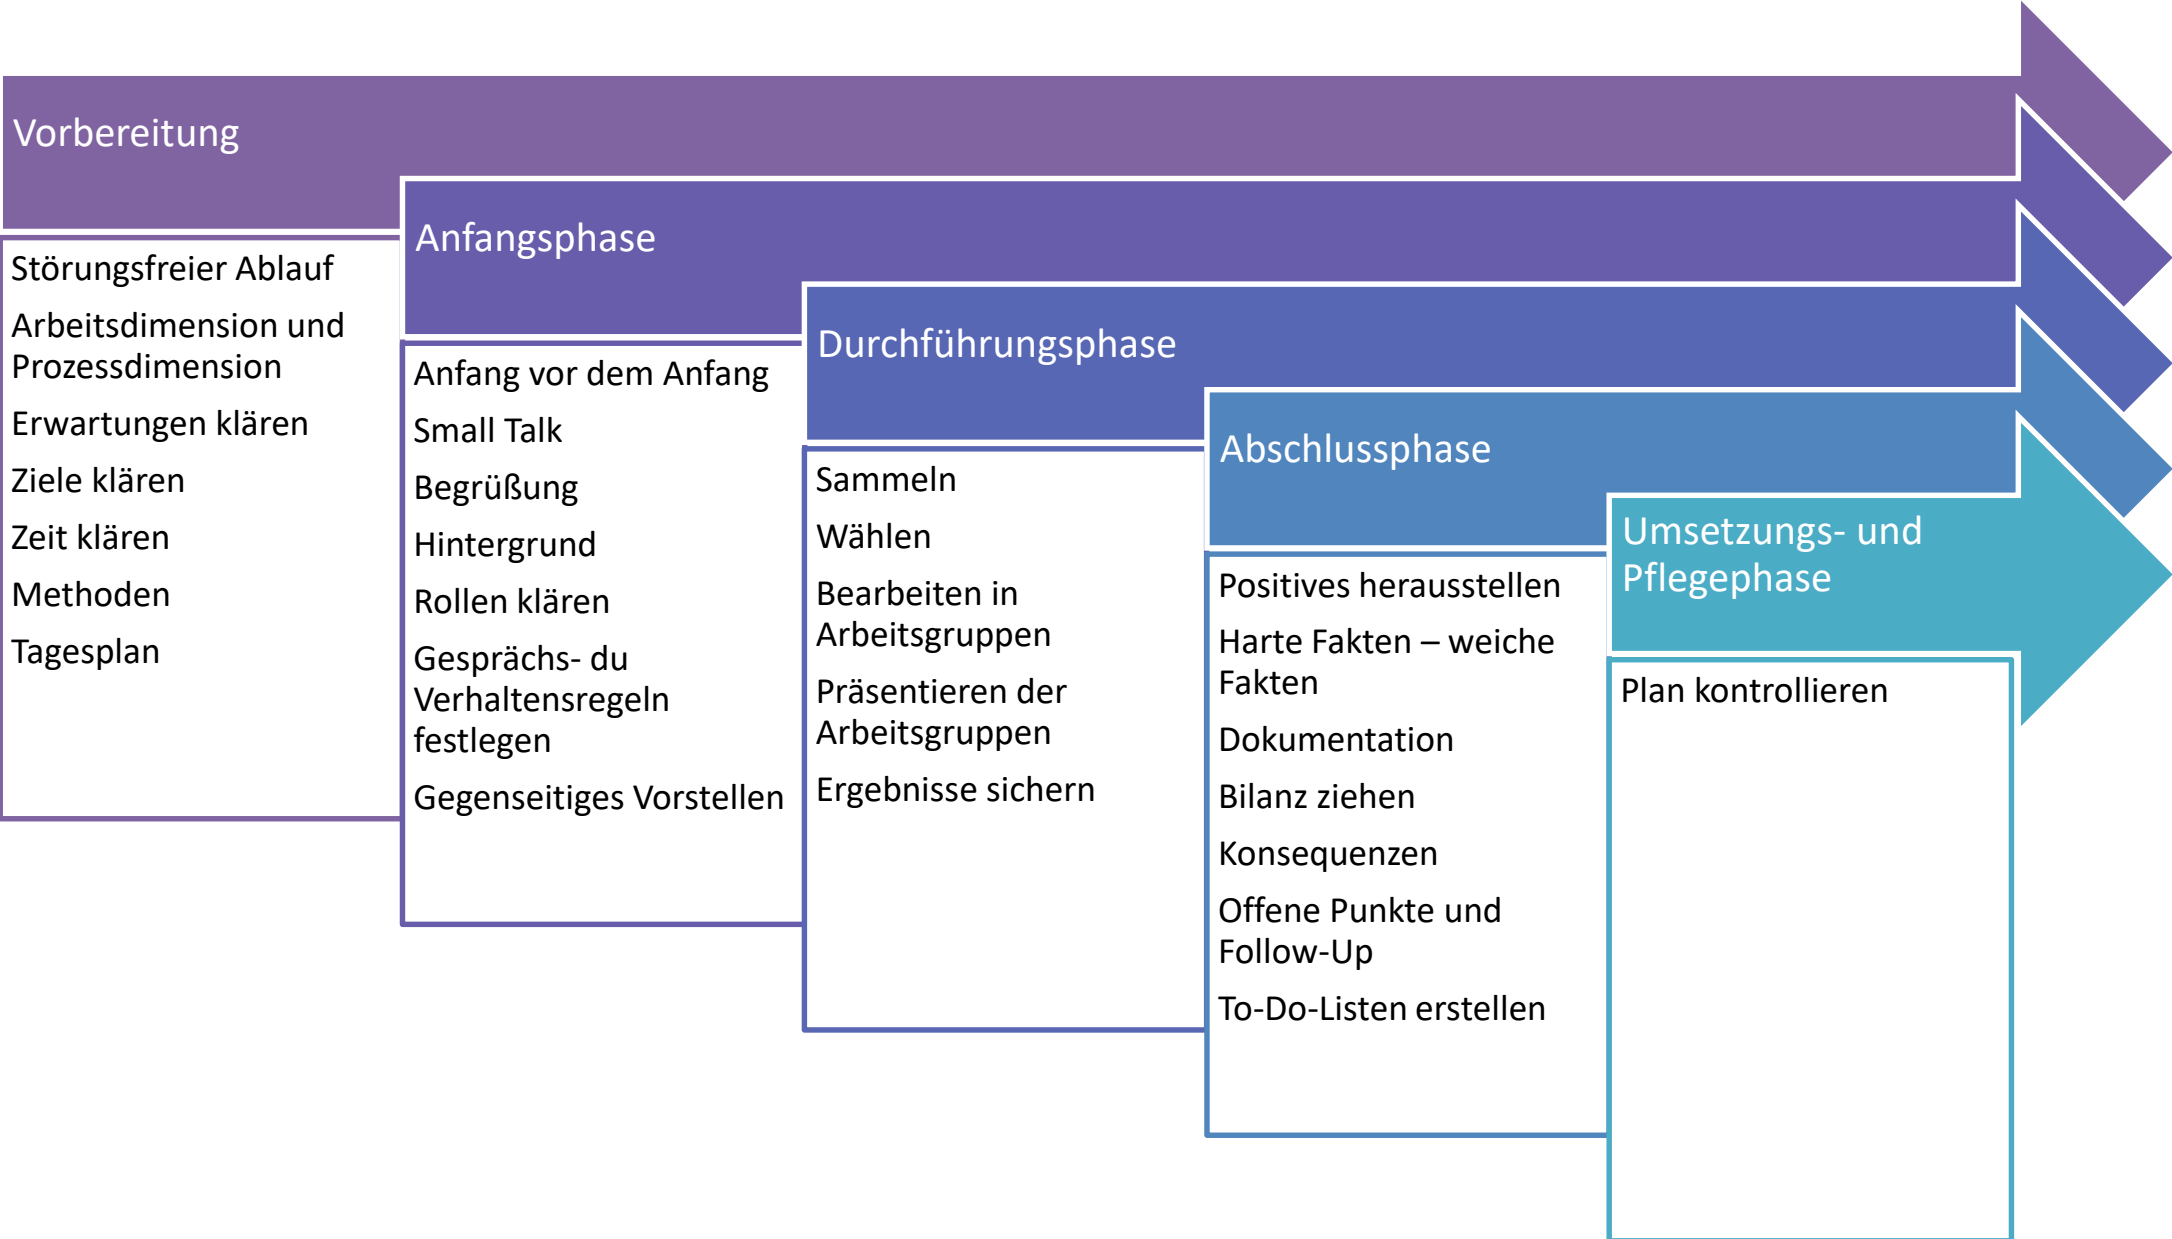 Vorbereitung
Störungsfreier Ablauf
Arbeitsdimension und
Prozessdimension
Erwartungen klären
Ziele klären
Zeit klären
Methoden
Tagesplan
Anfangsphase
Anfang vor dem Anfang
Small Talk
Begrüßung
Hintergrund
Rollen klären
Gesprächs- du
Verhaltensregeln
festlegen
Gegenseitiges Vorstellen
Durchführungsphase
Sammeln
Wählen
Bearbeiten in
Arbeitsgruppen
Präsentieren der
Arbeitsgruppen
Ergebnisse sichern
Abschlussphase
Positives herausstellen
Harte Fakten – weiche
Fakten
Dokumentation
Bilanz ziehen
Konsequenzen
Offene Punkte und
Follow-Up
To-Do-Listen erstellen
Umsetzungs- und
Pflegephase
Plan kontrollieren